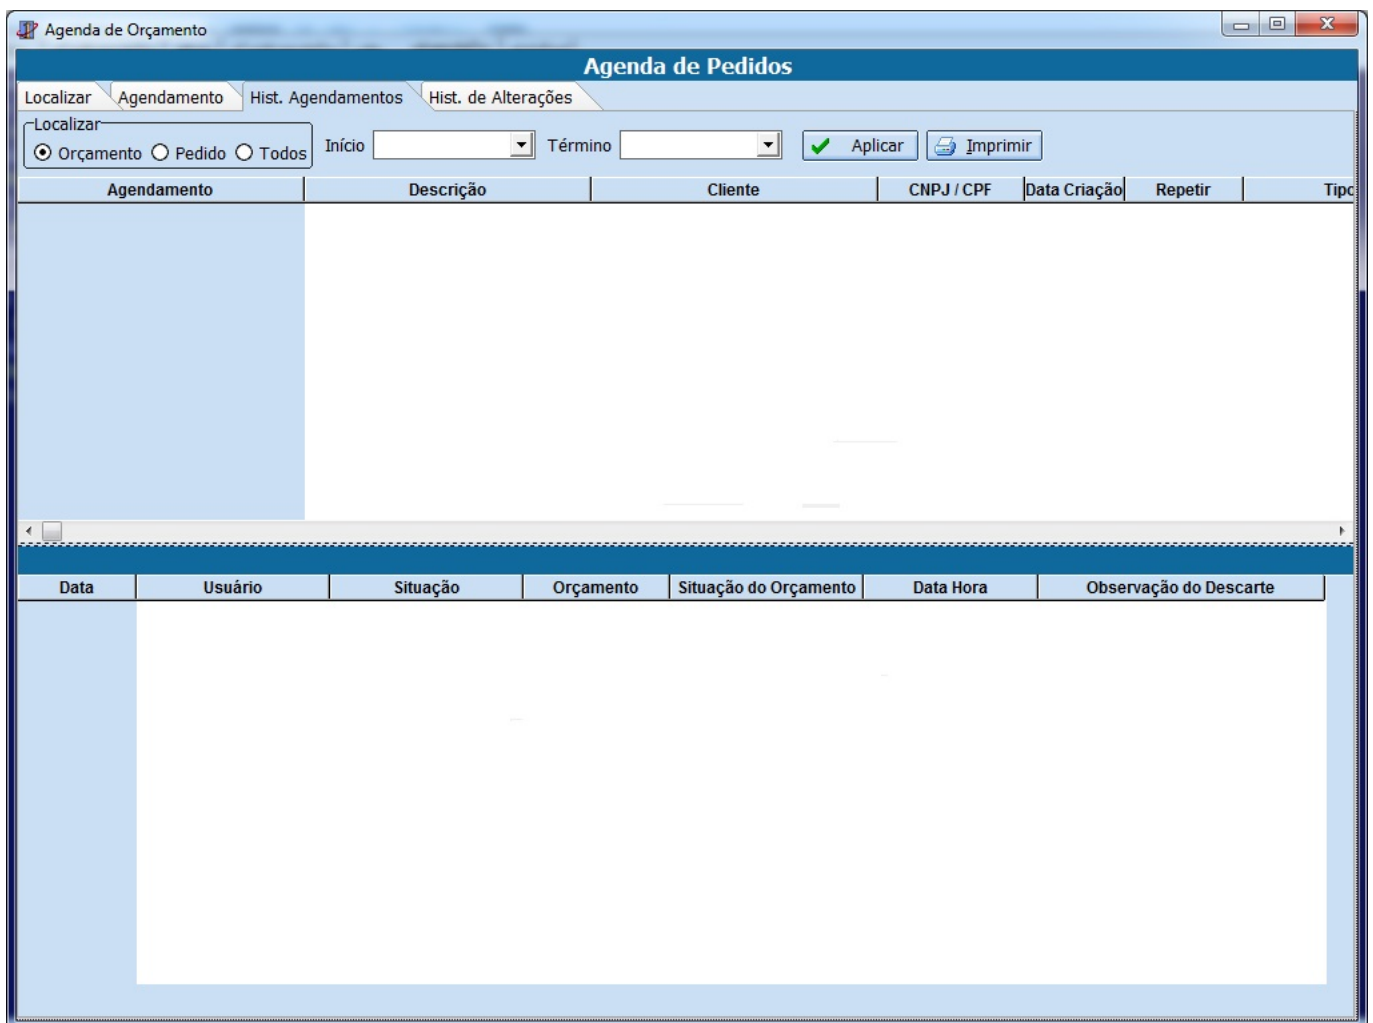 Agenda de Orçamento
Agenda de Pedidos
Localizar Agendamento Hist. Agendamentos Hist. de Alterações
Localizar
Orçamento Pedido Todos Início Término Aplicar Imprimir
Agendamento Descrição Cliente CNPJ / CPF Data Criação Repetir Tipo
Data Usuário Situação Orçamento Situação do Orçamento Data Hora Observação do Descarte